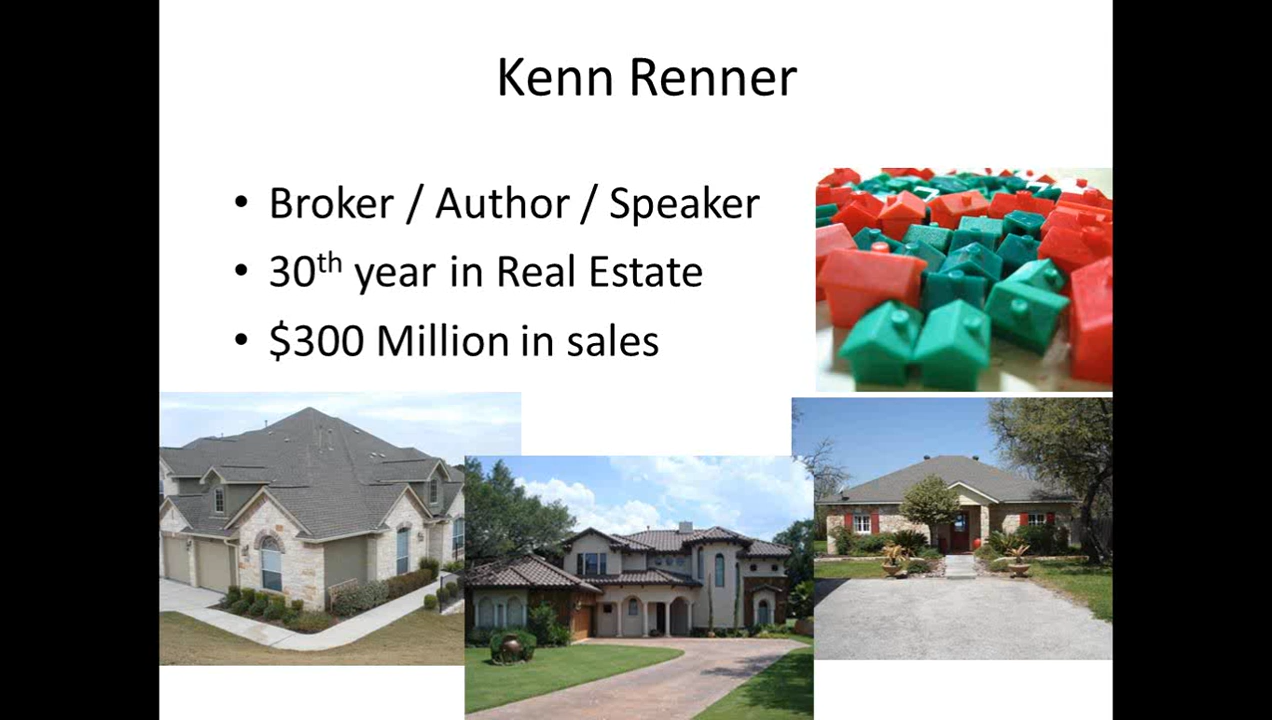 Kenn Renner
• Broker / Author / Speaker
• 30th year in Real Estate
• $300 Million in sales